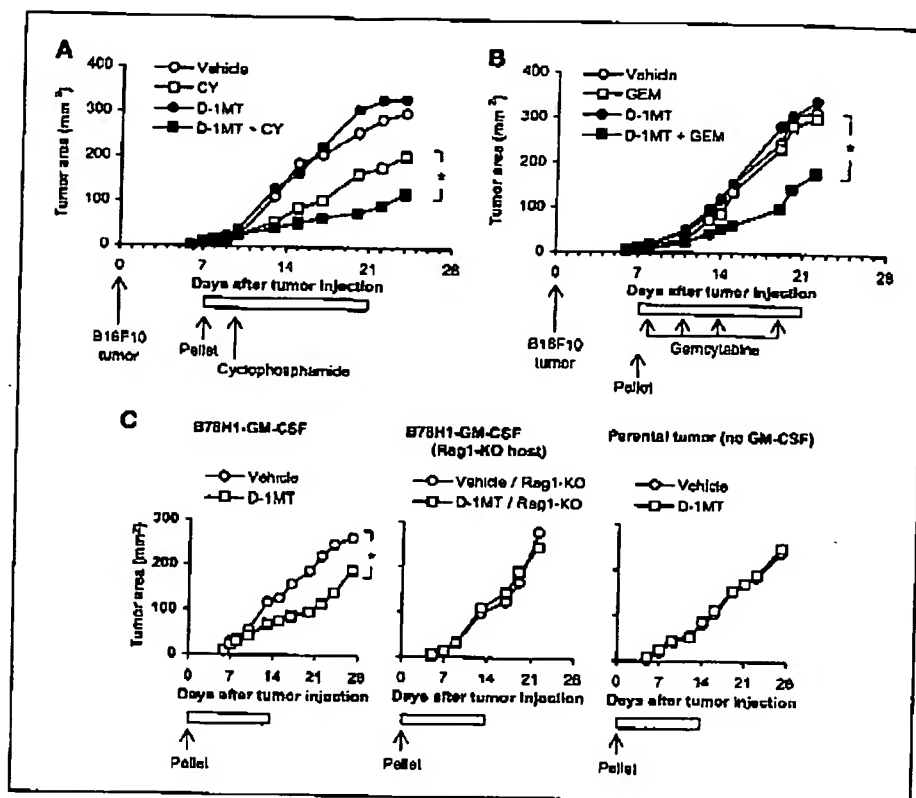 A
Vehicle
CY
D-1MT
D-1MT + CY
Tumor area (mm²)
400
300
200
100
0
0 7 14 21 28
Days after tumor injection
B16F10
tumor
Pellet
Cyclophosphamide
*
B
Vehicle
GEM
D-1MT
D-1MT + GEM
Tumor area (mm²)
400
300
200
100
0
0 7 14 21 28
Days after tumor injection
B16F10
tumor
Gemcytabine
Pellet
*
C
B78H1-GM-CSF
Vehicle
D-1MT
Tumor area (mm²)
300
200
100
0
0 7 14 21 28
Days after tumor injection
Pellet
*
B78H1-GM-CSF
(Rag1-KO host)
Vehicle / Rag1-KO
D-1MT / Rag1-KO
0 7 14 21 28
Days after tumor injection
Pellet
Parental tumor (no GM-CSF)
Vehicle
D-1MT
0 7 14 21 28
Days after tumor injection
Pellet